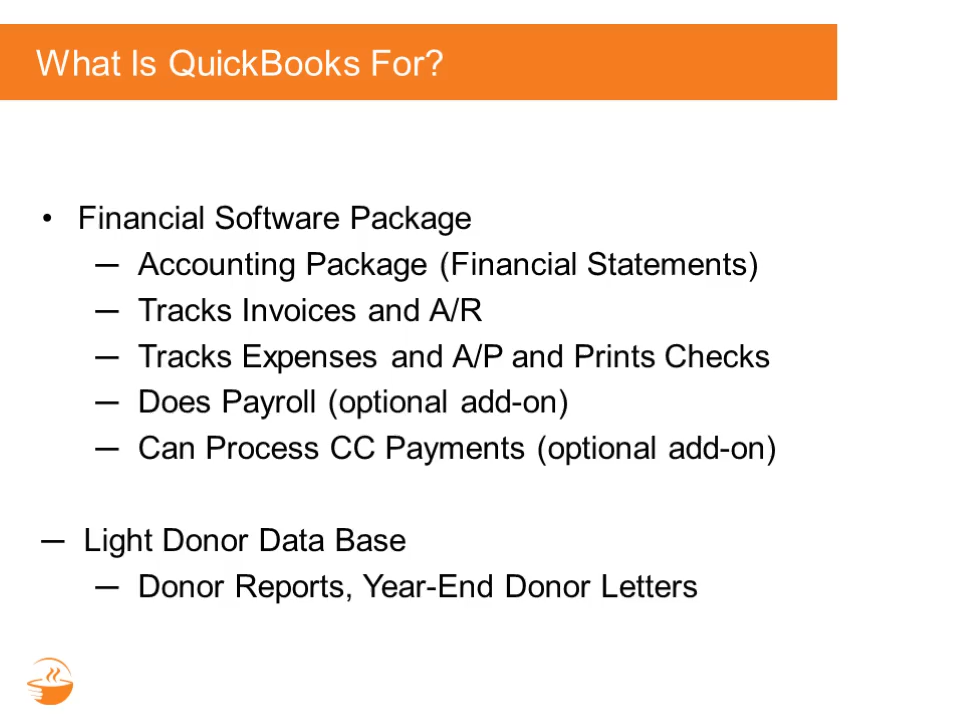 What Is QuickBooks For?
• Financial Software Package
─ Accounting Package (Financial Statements)
─ Tracks Invoices and A/R
─ Tracks Expenses and A/P and Prints Checks
─ Does Payroll (optional add-on)
─ Can Process CC Payments (optional add-on)
─ Light Donor Data Base
─ Donor Reports, Year-End Donor Letters